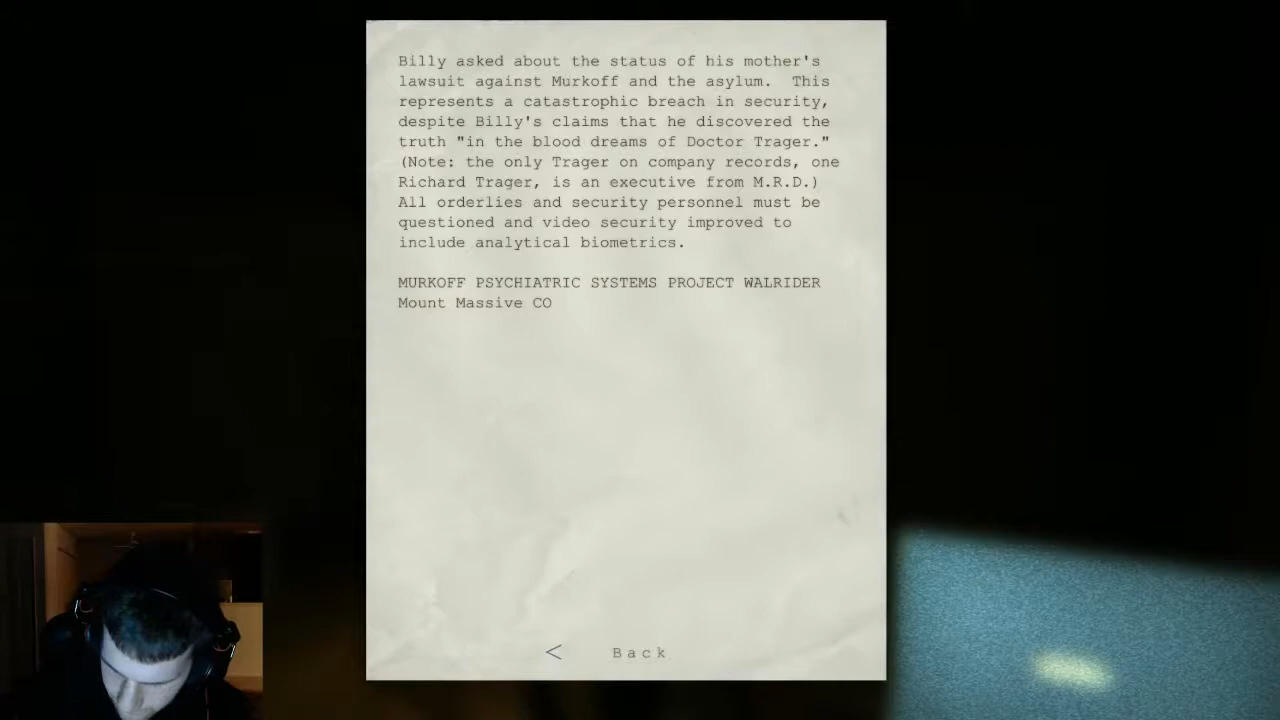 Billy asked about the status of his mother's
lawsuit against Murkoff and the asylum.  This
represents a catastrophic breach in security,
despite Billy's claims that he discovered the
truth "in the blood dreams of Doctor Trager."
(Note: the only Trager on company records, one
Richard Trager, is an executive from M.R.D.)
All orderlies and security personnel must be
questioned and video security improved to
include analytical biometrics.

MURKOFF PSYCHIATRIC SYSTEMS PROJECT WALRIDER
Mount Massive CO
< Back